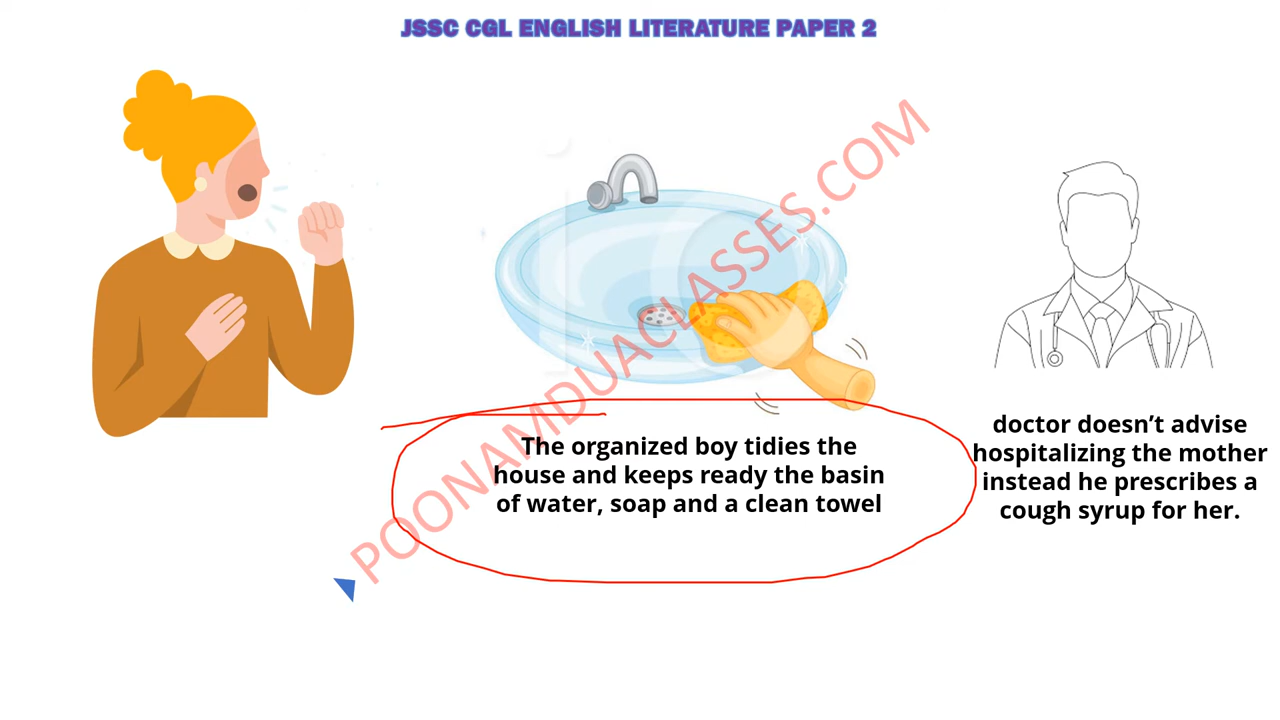 JSSC CGL ENGLISH LITERATURE PAPER 2
POONAMDUACLASSES.COM
The organized boy tidies the
house and keeps ready the basin
of water, soap and a clean towel
doctor doesn’t advise
hospitalizing the mother
instead he prescribes a
cough syrup for her.